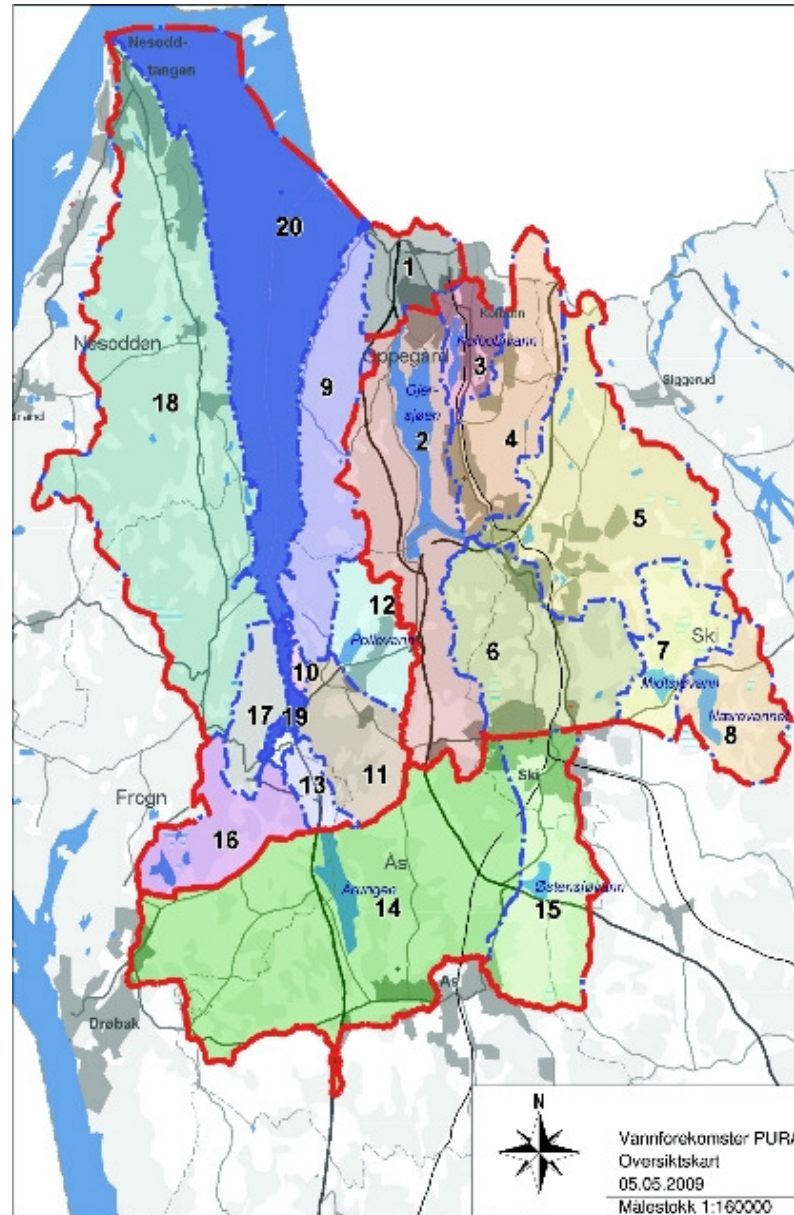 Nesodd-
tangen
20
1
Kolbotn
Kolbotnvann
Oppegård
3
Gjer-
sjøen
9
Nesodden
18
2
4
Siggerud
5
12
Pollevann
6
7
Ski
10
Midtsjøvann
17
19
Nærevannet
8
11
13
Ski
Frogn
16
Ås
Årungen
14
Østensjøvann
15
Ås
Drøbak
N
Vannforekomster PURA
Oversiktskart
05.05.2009
Målestokk 1:160000